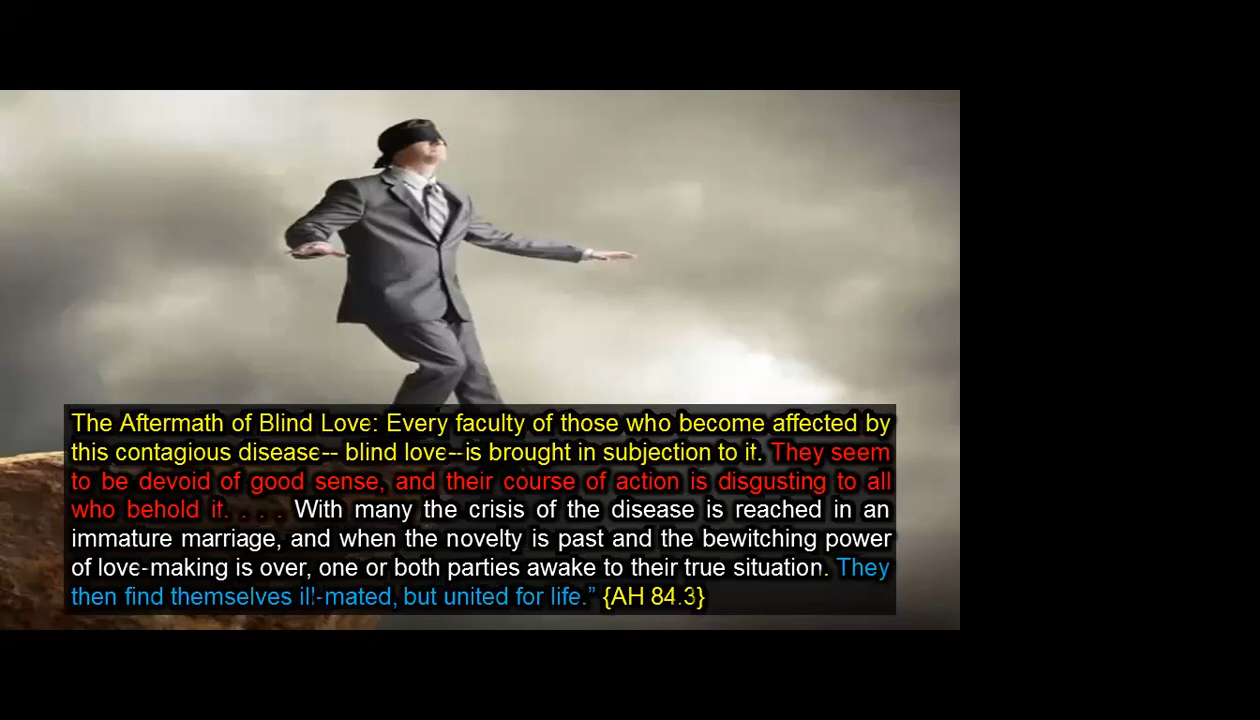 The Aftermath of Blind Love: Every faculty of those who become affected by
this contagious disease-- blind love--is brought in subjection to it. They seem
to be devoid of good sense, and their course of action is disgusting to all
who behold it. . . . With many the crisis of the disease is reached in an
immature marriage, and when the novelty is past and the bewitching power
of love-making is over, one or both parties awake to their true situation. They
then find themselves ill-mated, but united for life.” {AH 84.3}